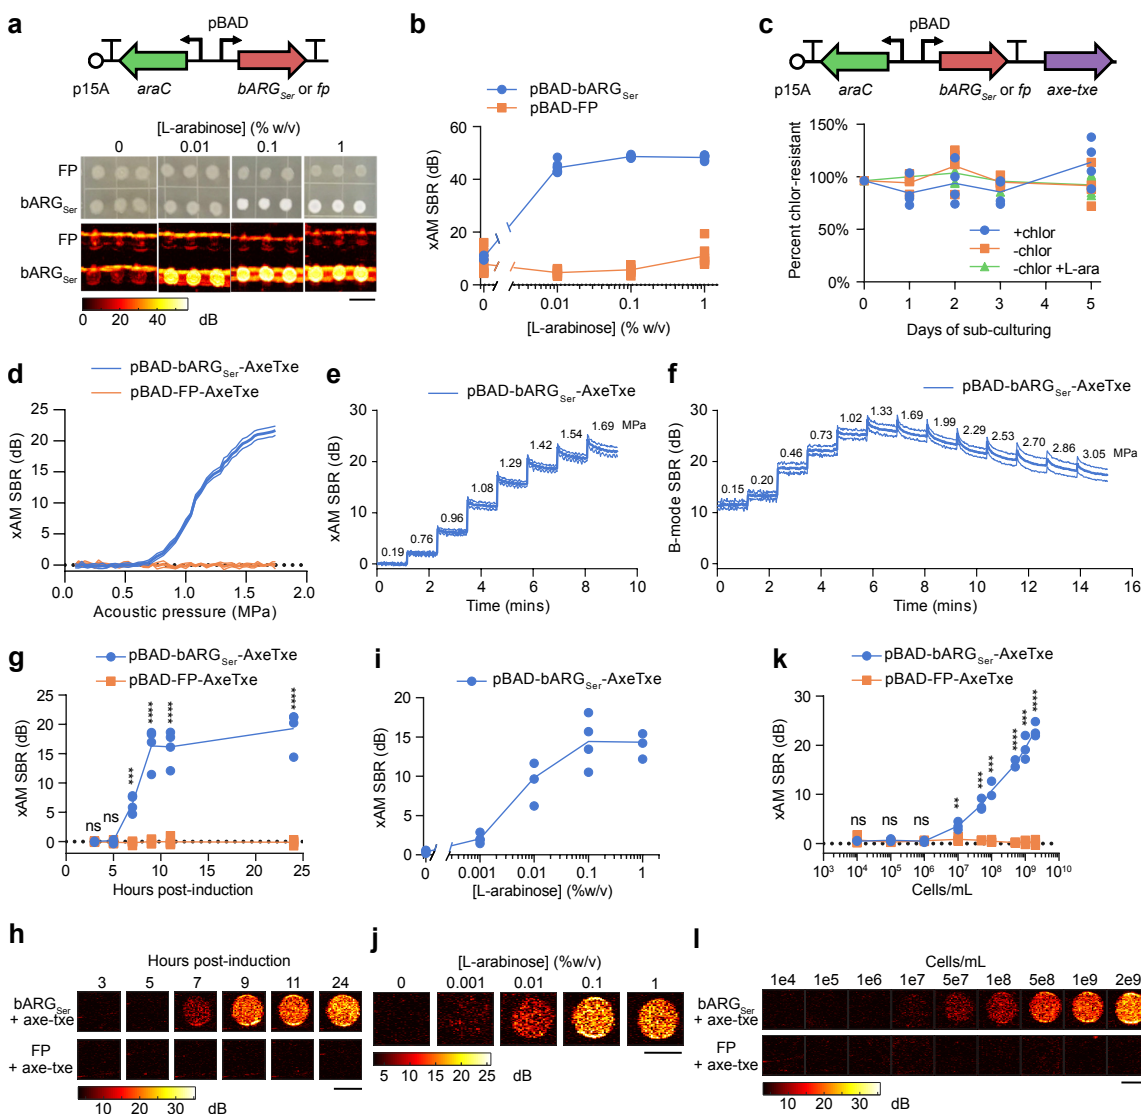 a
pBAD
p15A
araC
bARGSer or fp
[L-arabinose] (% w/v)
0
0.01
0.1
1
FP
bARGSer
FP
bARGSer
0 20 40
dB
b
pBAD-bARGSer
pBAD-FP
xAM SBR (dB)
60
40
20
0
0 0.01 0.1 1
[L-arabinose] (% w/v)
c
pBAD
p15A
araC
bARGSer or fp
axe-txe
Percent chlor-resistant
150%
100%
50%
0%
+chlor
-chlor
-chlor +L-ara
0 1 2 3 4 5
Days of sub-culturing
d
pBAD-bARGSer-AxeTxe
pBAD-FP-AxeTxe
xAM SBR (dB)
25
20
15
10
5
0
0.0 0.5 1.0 1.5 2.0
Acoustic pressure (MPa)
e
pBAD-bARGSer-AxeTxe
xAM SBR (dB)
30
20
10
0
0.19
0.76
0.96
1.08
1.29
1.42
1.54
1.69
MPa
0 2 4 6 8 10
Time (mins)
f
pBAD-bARGSer-AxeTxe
B-mode SBR (dB)
30
20
10
0
0.15
0.20
0.46
0.73
1.02
1.33
1.69
1.99
2.29
2.53
2.70
2.86
3.05
MPa
0 2 4 6 8 10 12 14 16
Time (mins)
g
pBAD-bARGSer-AxeTxe
pBAD-FP-AxeTxe
xAM SBR (dB)
25
20
15
10
5
0
ns
ns
***
****
****
****
0 5 10 15 20 25
Hours post-induction
i
pBAD-bARGSer-AxeTxe
xAM SBR (dB)
20
15
10
5
0
0 0.001 0.01 0.1 1
[L-arabinose] (%w/v)
k
pBAD-bARGSer-AxeTxe
pBAD-FP-AxeTxe
xAM SBR (dB)
30
20
10
0
ns
ns
ns
**
****
****
****
****
****
10³ 10⁴ 10⁵ 10⁶ 10⁷ 10⁸ 10⁹ 10¹⁰
Cells/mL
h
Hours post-induction
3 5 7 9 11 24
bARGSer
+ axe-txe
FP
+ axe-txe
10 20 30
dB
j
[L-arabinose] (%w/v)
0 0.001 0.01 0.1 1
5 10 15 20 25
dB
l
Cells/mL
1e4 1e5 1e6 1e7 5e7 1e8 5e8 1e9 2e9
bARGSer
+ axe-txe
FP
+ axe-txe
10 20 30
dB